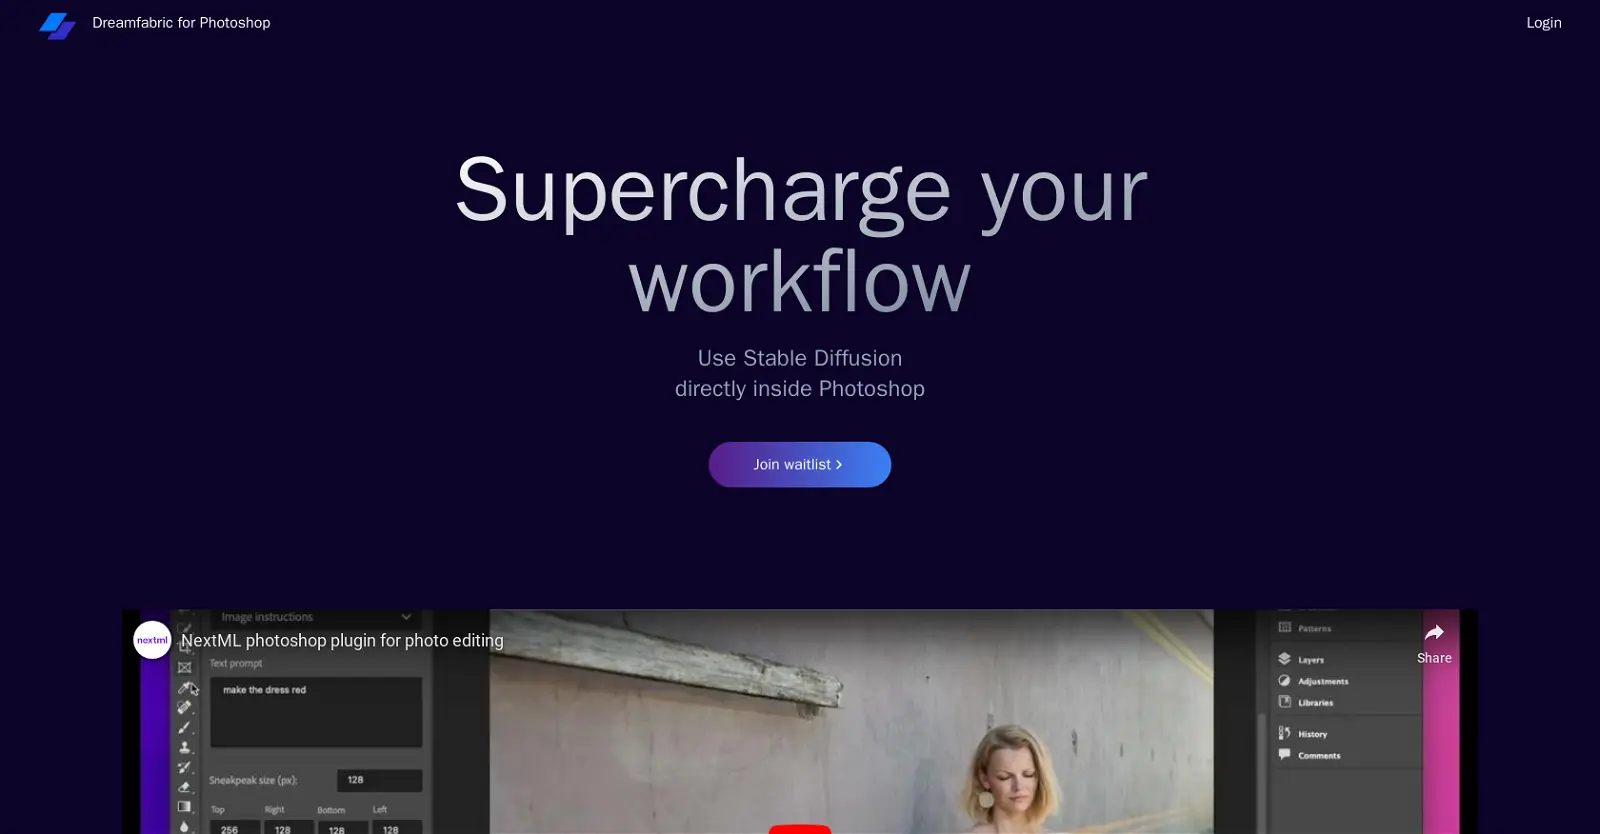 Dreamfabric for Photoshop
Login
Supercharge your
workflow
Use Stable Diffusion
directly inside Photoshop
Join waitlist
nextml
NextML photoshop plugin for photo editing
Share
Image instructions
Text prompt
make the dress red
Sneakpeak size (px):
128
Top Right Bottom Left
256 128 128 128
Patterns
Layers
Adjustments
Libraries
History
Comments